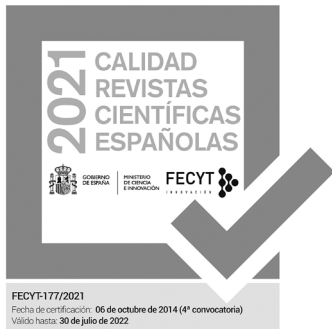 2021
CALIDAD
REVISTAS
CIENTÍFICAS
ESPAÑOLAS
GOBIERNO
DE ESPAÑA
MINISTERIO
DE CIENCIA
E INNOVACIÓN
FECYT
INNOVACIÓN
FECYT-177/2021
Fecha de certificación: 06 de octubre de 2014 (4ª convocatoria)
Válido hasta: 30 de julio de 2022